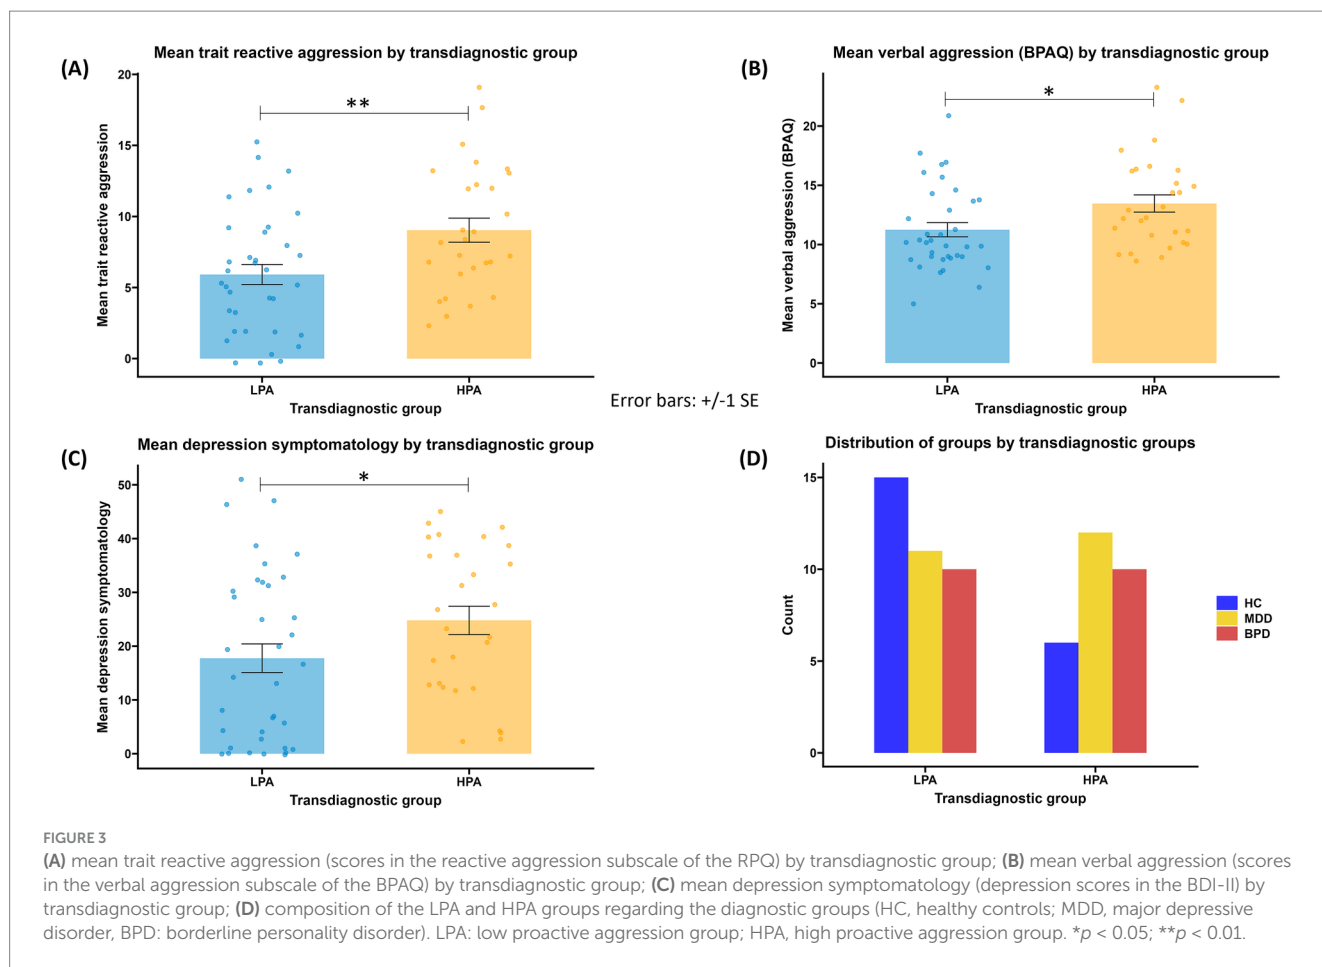 (A)
Mean trait reactive aggression by transdiagnostic group
Mean trait reactive aggression
20
15
10
5
0
**
LPA
HPA
Transdiagnostic group
(B)
Mean verbal aggression (BPAQ) by transdiagnostic group
Mean verbal aggression (BPAQ)
20
15
10
5
0
*
LPA
HPA
Transdiagnostic group
Error bars: +/-1 SE
(C)
Mean depression symptomatology by transdiagnostic group
Mean depression symptomatology
50
40
30
20
10
0
*
LPA
HPA
Transdiagnostic group
(D)
Distribution of groups by transdiagnostic groups
Count
15
10
5
0
LPA
HPA
Transdiagnostic group
HC
MDD
BPD
FIGURE 3
(A) mean trait reactive aggression (scores in the reactive aggression subscale of the RPQ) by transdiagnostic group; (B) mean verbal aggression (scores
in the verbal aggression subscale of the BPAQ) by transdiagnostic group; (C) mean depression symptomatology (depression scores in the BDI-II) by
transdiagnostic group; (D) composition of the LPA and HPA groups regarding the diagnostic groups (HC, healthy controls; MDD, major depressive
disorder, BPD: borderline personality disorder). LPA: low proactive aggression group; HPA, high proactive aggression group. *p < 0.05; **p < 0.01.